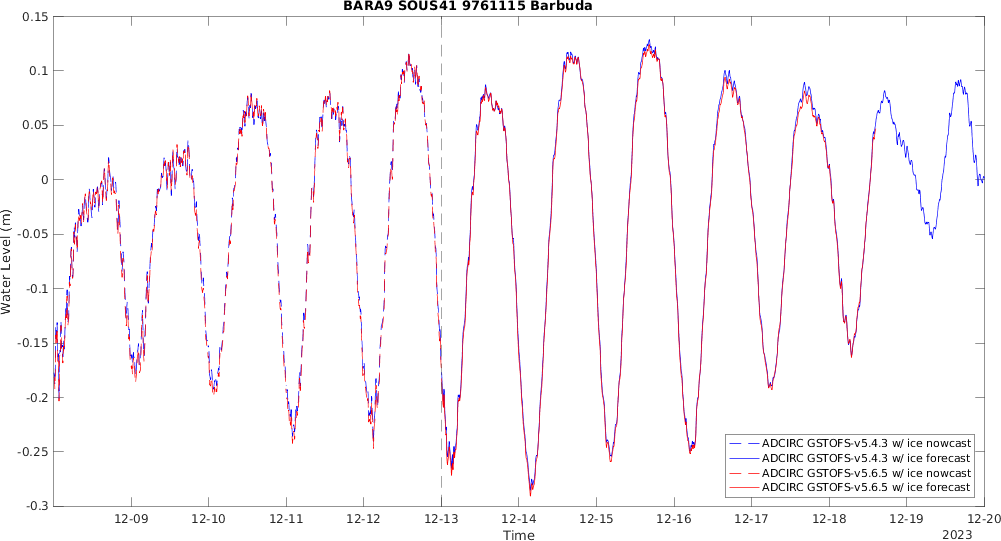 BARA9 SOUS41 9761115 Barbuda
0.15
0.1
0.05
0
-0.05
-0.1
-0.15
-0.2
-0.25
-0.3
Water Level (m)
ADCIRC GSTOFS-v5.4.3 w/ ice nowcast
ADCIRC GSTOFS-v5.4.3 w/ ice forecast
ADCIRC GSTOFS-v5.6.5 w/ ice nowcast
ADCIRC GSTOFS-v5.6.5 w/ ice forecast
12-09 12-10 12-11 12-12 12-13 12-14 12-15 12-16 12-17 12-18 12-19 12-20
Time
2023